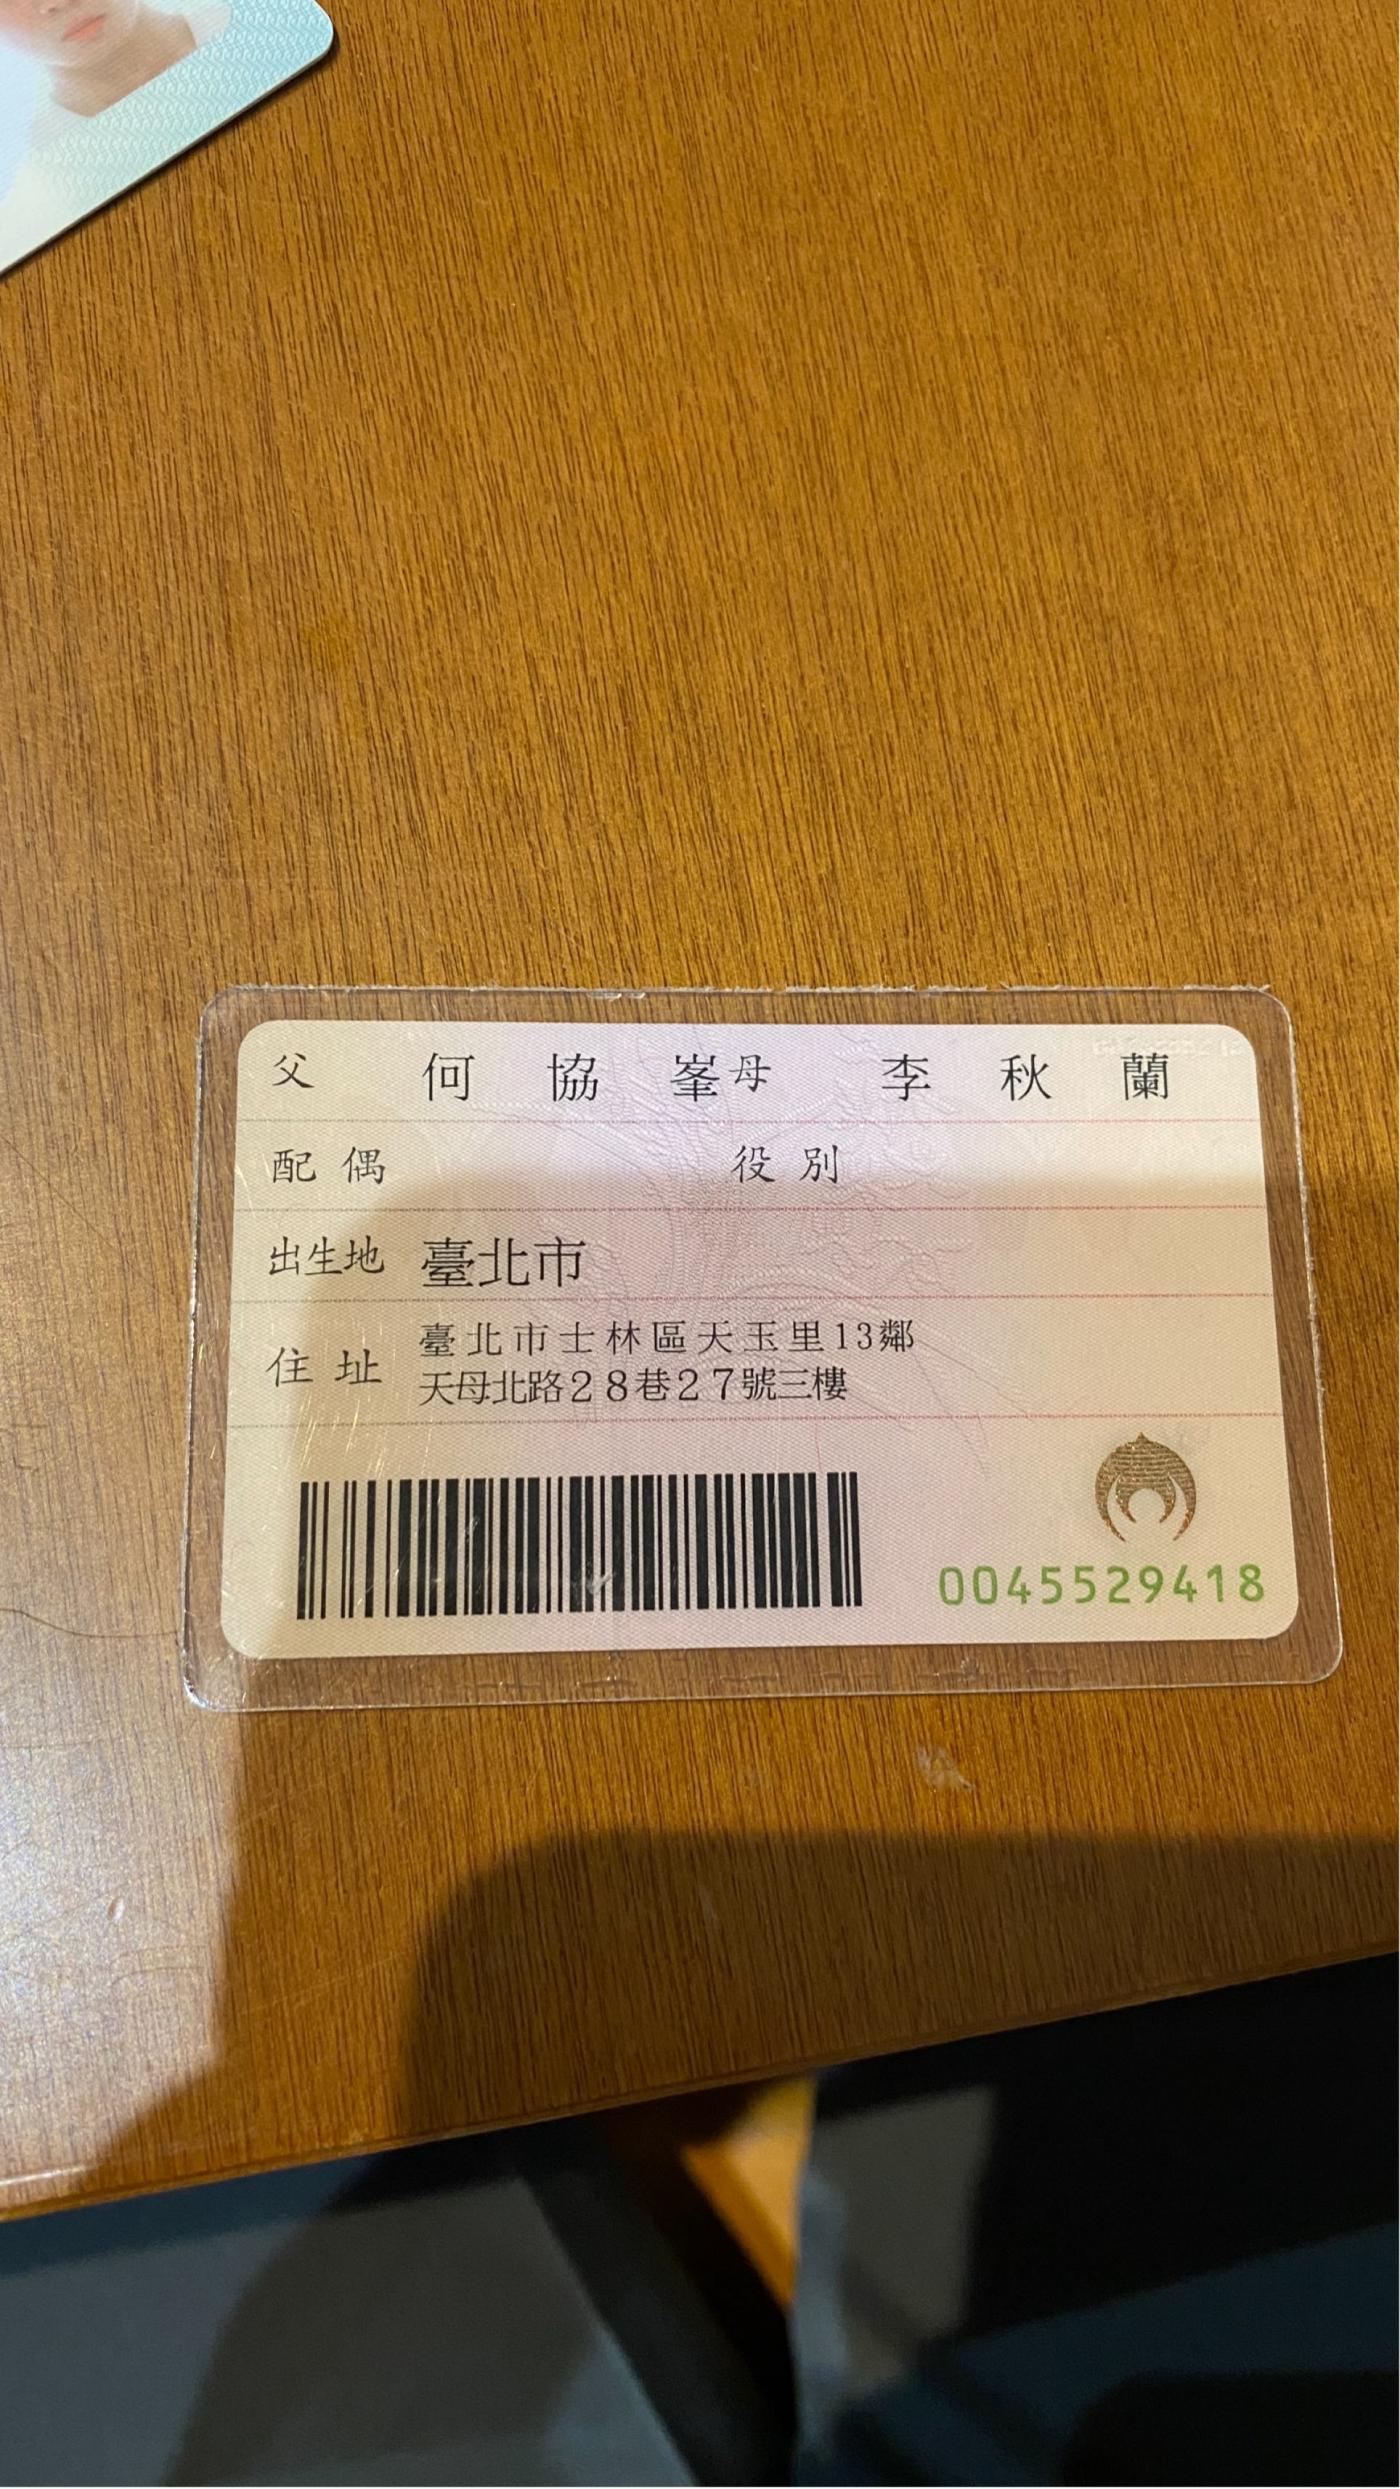 父 何協峯 母 李秋蘭
配偶 役別
出生地 臺北市
住址 臺北市士林區天玉里13鄰
天母北路28巷27號三樓
0045529418